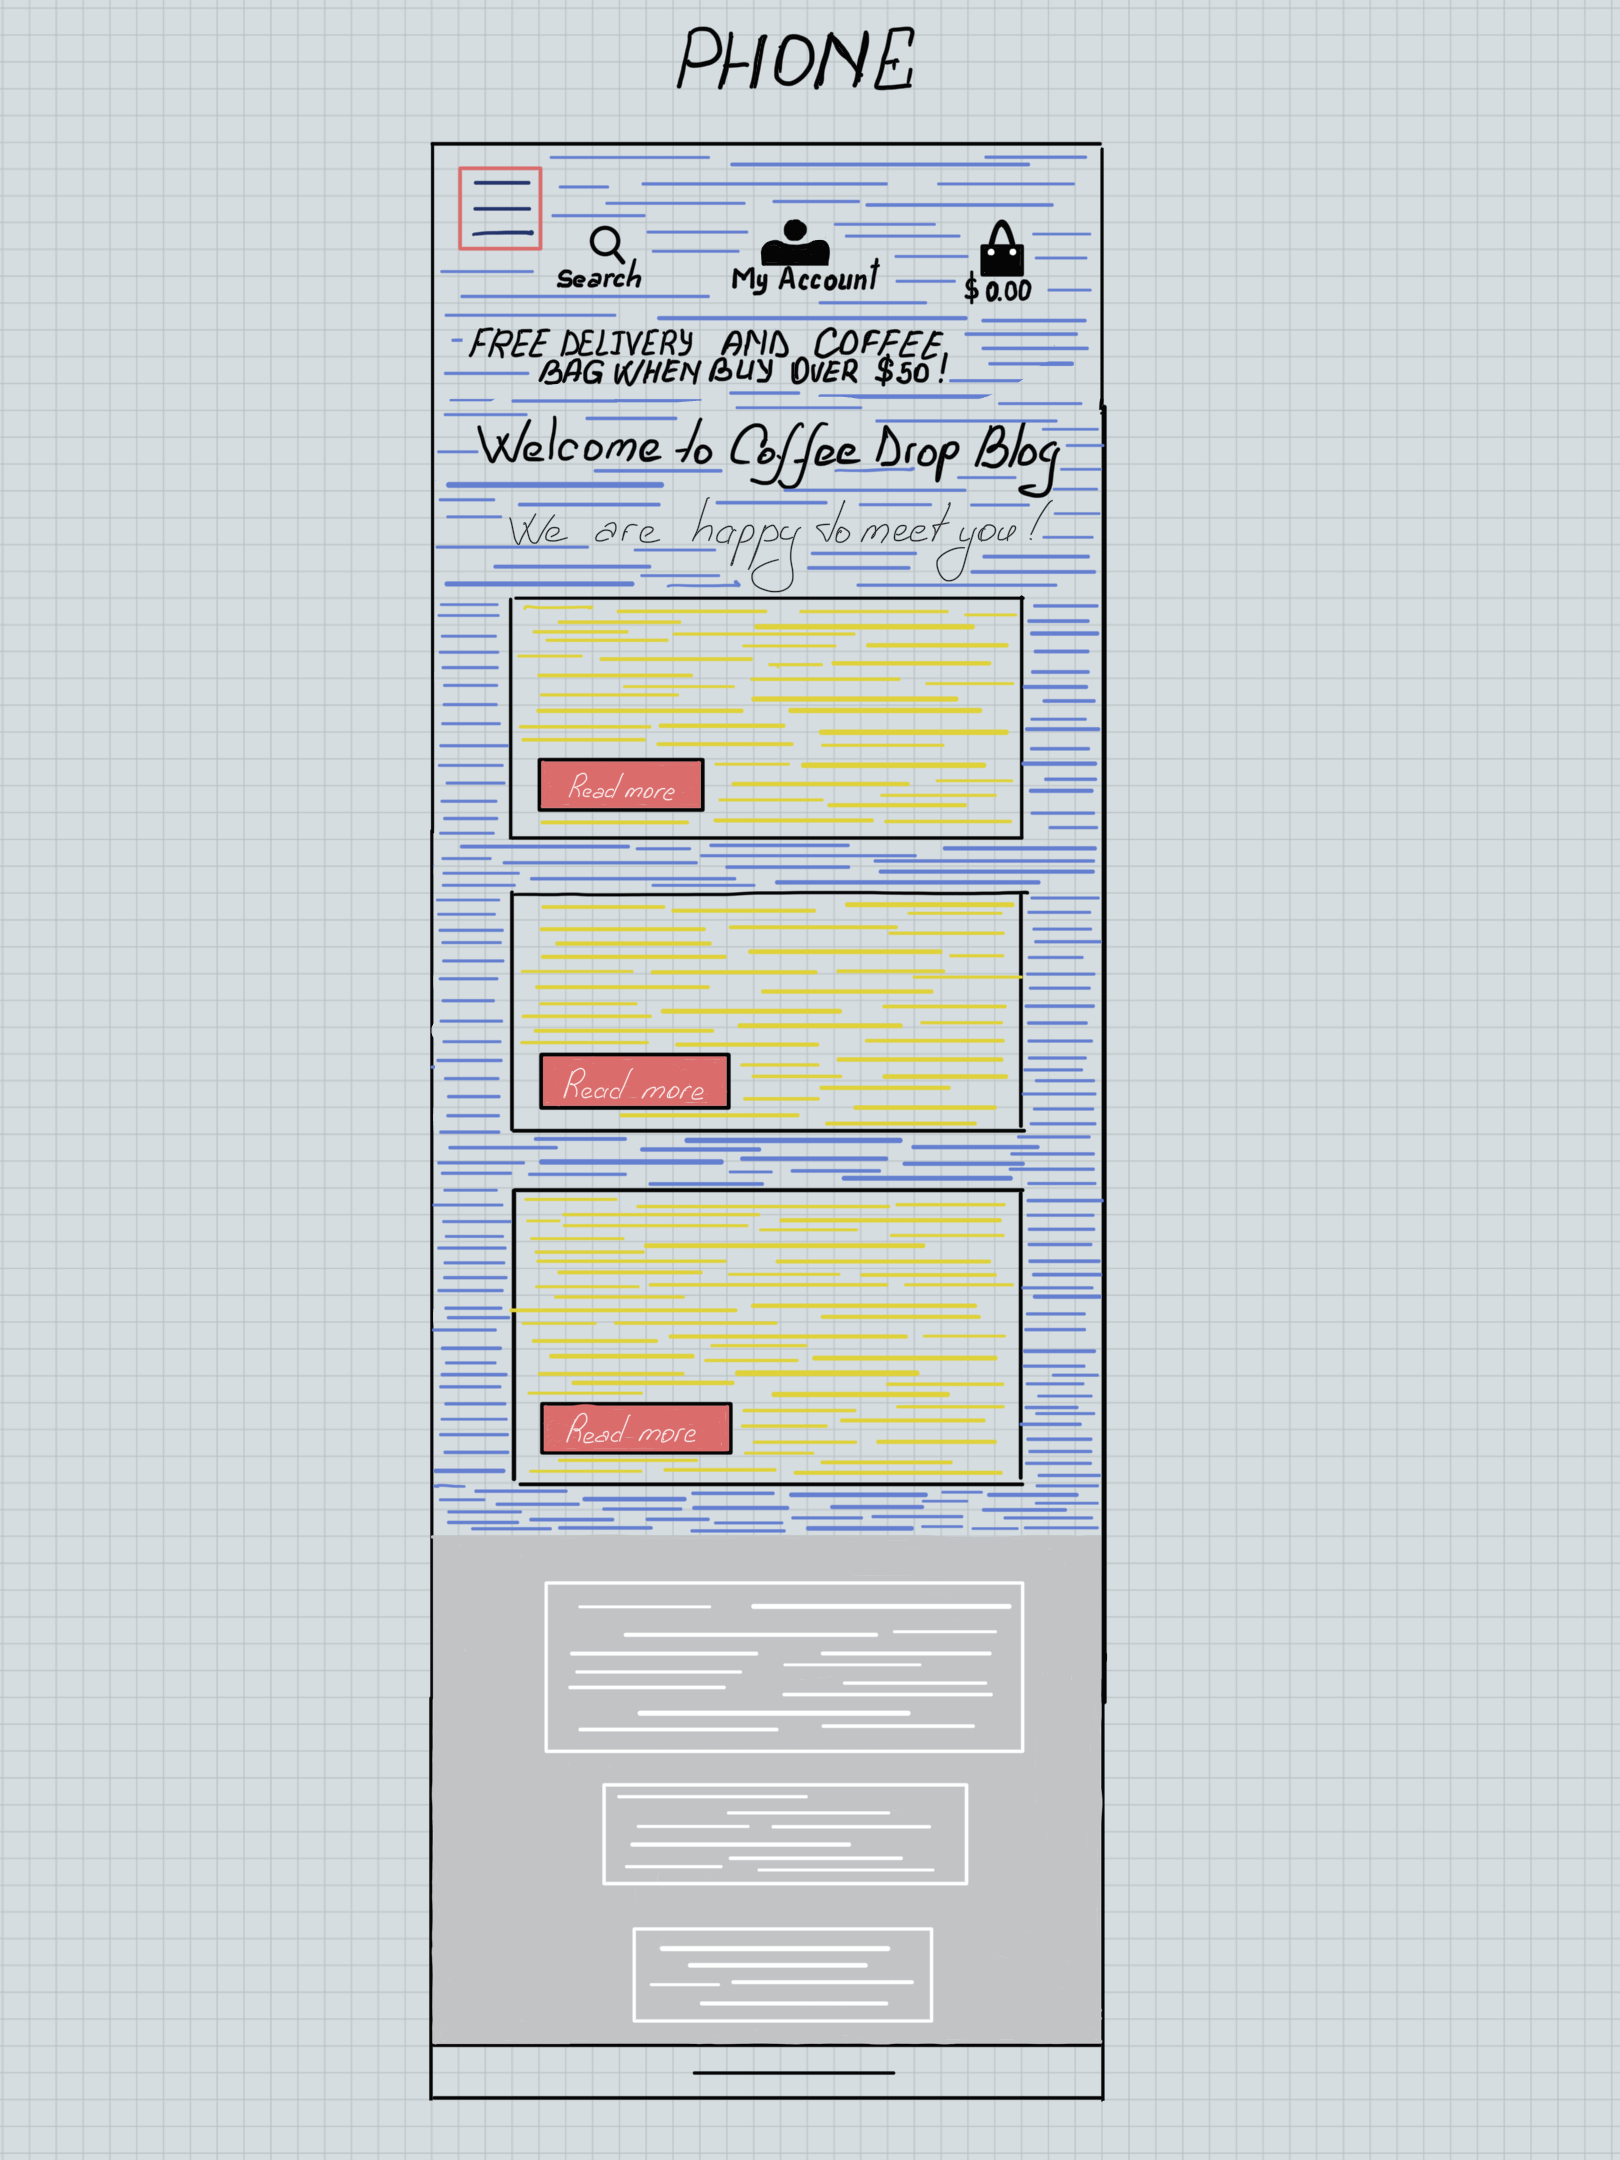 PHONE
Search
My Account
$ 0.00
FREE DELIVERY AND COFFEE
BAG WHEN BUY OVER $50!
Welcome to Coffee Drop Blog
We are happy to meet you!
Read more
Read more
Read more